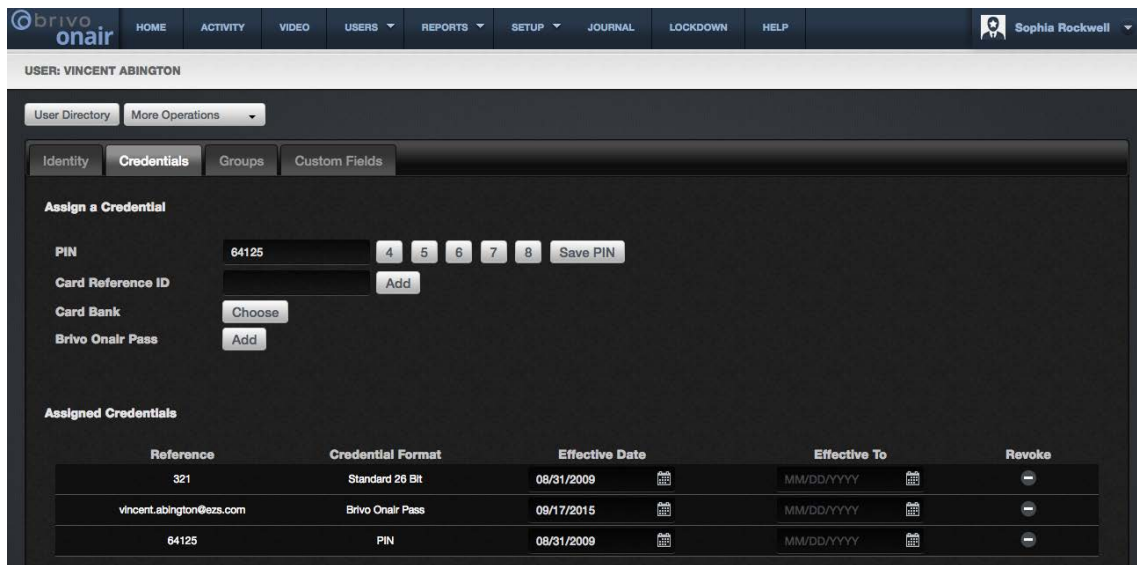 brivo onair HOME ACTIVITY VIDEO USERS REPORTS SETUP JOURNAL LOCKDOWN HELP Sophia Rockwell
USER: VINCENT ABINGTON
User Directory More Operations
Identity Credentials Groups Custom Fields
Assign a Credential
PIN 64125 4 5 6 7 8 Save PIN
Card Reference ID Add
Card Bank Choose
Brivo Onair Pass Add
Assigned Credentials
Reference Credential Format Effective Date Effective To Revoke
321 Standard 26 Bit 08/31/2009 MM/DD/YYYY
vincent.abington@ezs.com Brivo Onair Pass 09/17/2015 MM/DD/YYYY
64125 PIN 08/31/2009 MM/DD/YYYY